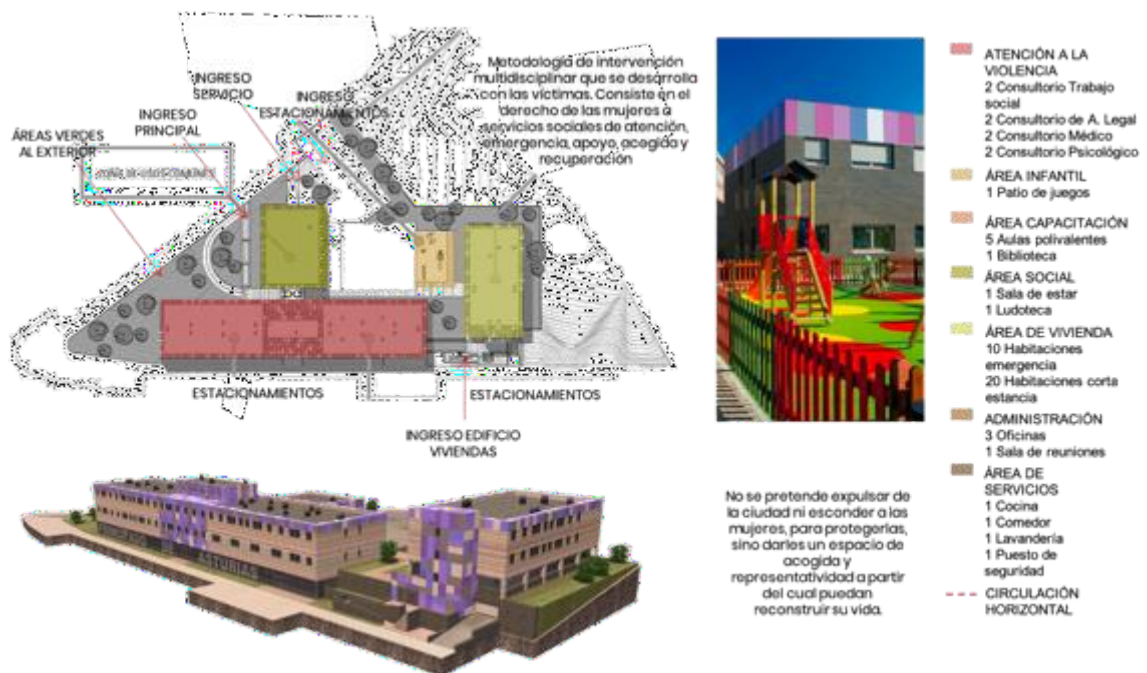 INGRESO
SERVICIO
INGRESO
ESTACIONAMIENTOS
INGRESO
PRINCIPAL
ÁREAS VERDES
AL EXTERIOR
Metodología de intervención
multidisciplinar que se desarrolla
con las víctimas. Consiste en el
derecho de las mujeres a
servicios sociales de atención,
emergencia, apoyo, acogida y
recuperación
ESTACIONAMIENTOS
ESTACIONAMIENTOS
INGRESO EDIFICIO
VIVIENDAS
ASTURIAS
No se pretende expulsar de
la ciudad ni esconder a las
mujeres, para protegerlas,
sino darles un espacio de
acogida y
representatividad a partir
del cual puedan
reconstruir su vida.
ATENCIÓN A LA
VIOLENCIA
2 Consultorio Trabajo
social
2 Consultorio de A. Legal
2 Consultorio Médico
2 Consultorio Psicológico
ÁREA INFANTIL
1 Patio de juegos
ÁREA CAPACITACIÓN
5 Aulas polivalentes
1 Biblioteca
ÁREA SOCIAL
1 Sala de estar
1 Ludoteca
ÁREA DE VIVIENDA
10 Habitaciones
emergencia
20 Habitaciones corta
estancia
ADMINISTRACIÓN
3 Oficinas
1 Sala de reuniones
ÁREA DE
SERVICIOS
1 Cocina
1 Comedor
1 Lavandería
1 Puesto de
seguridad
CIRCULACIÓN
HORIZONTAL